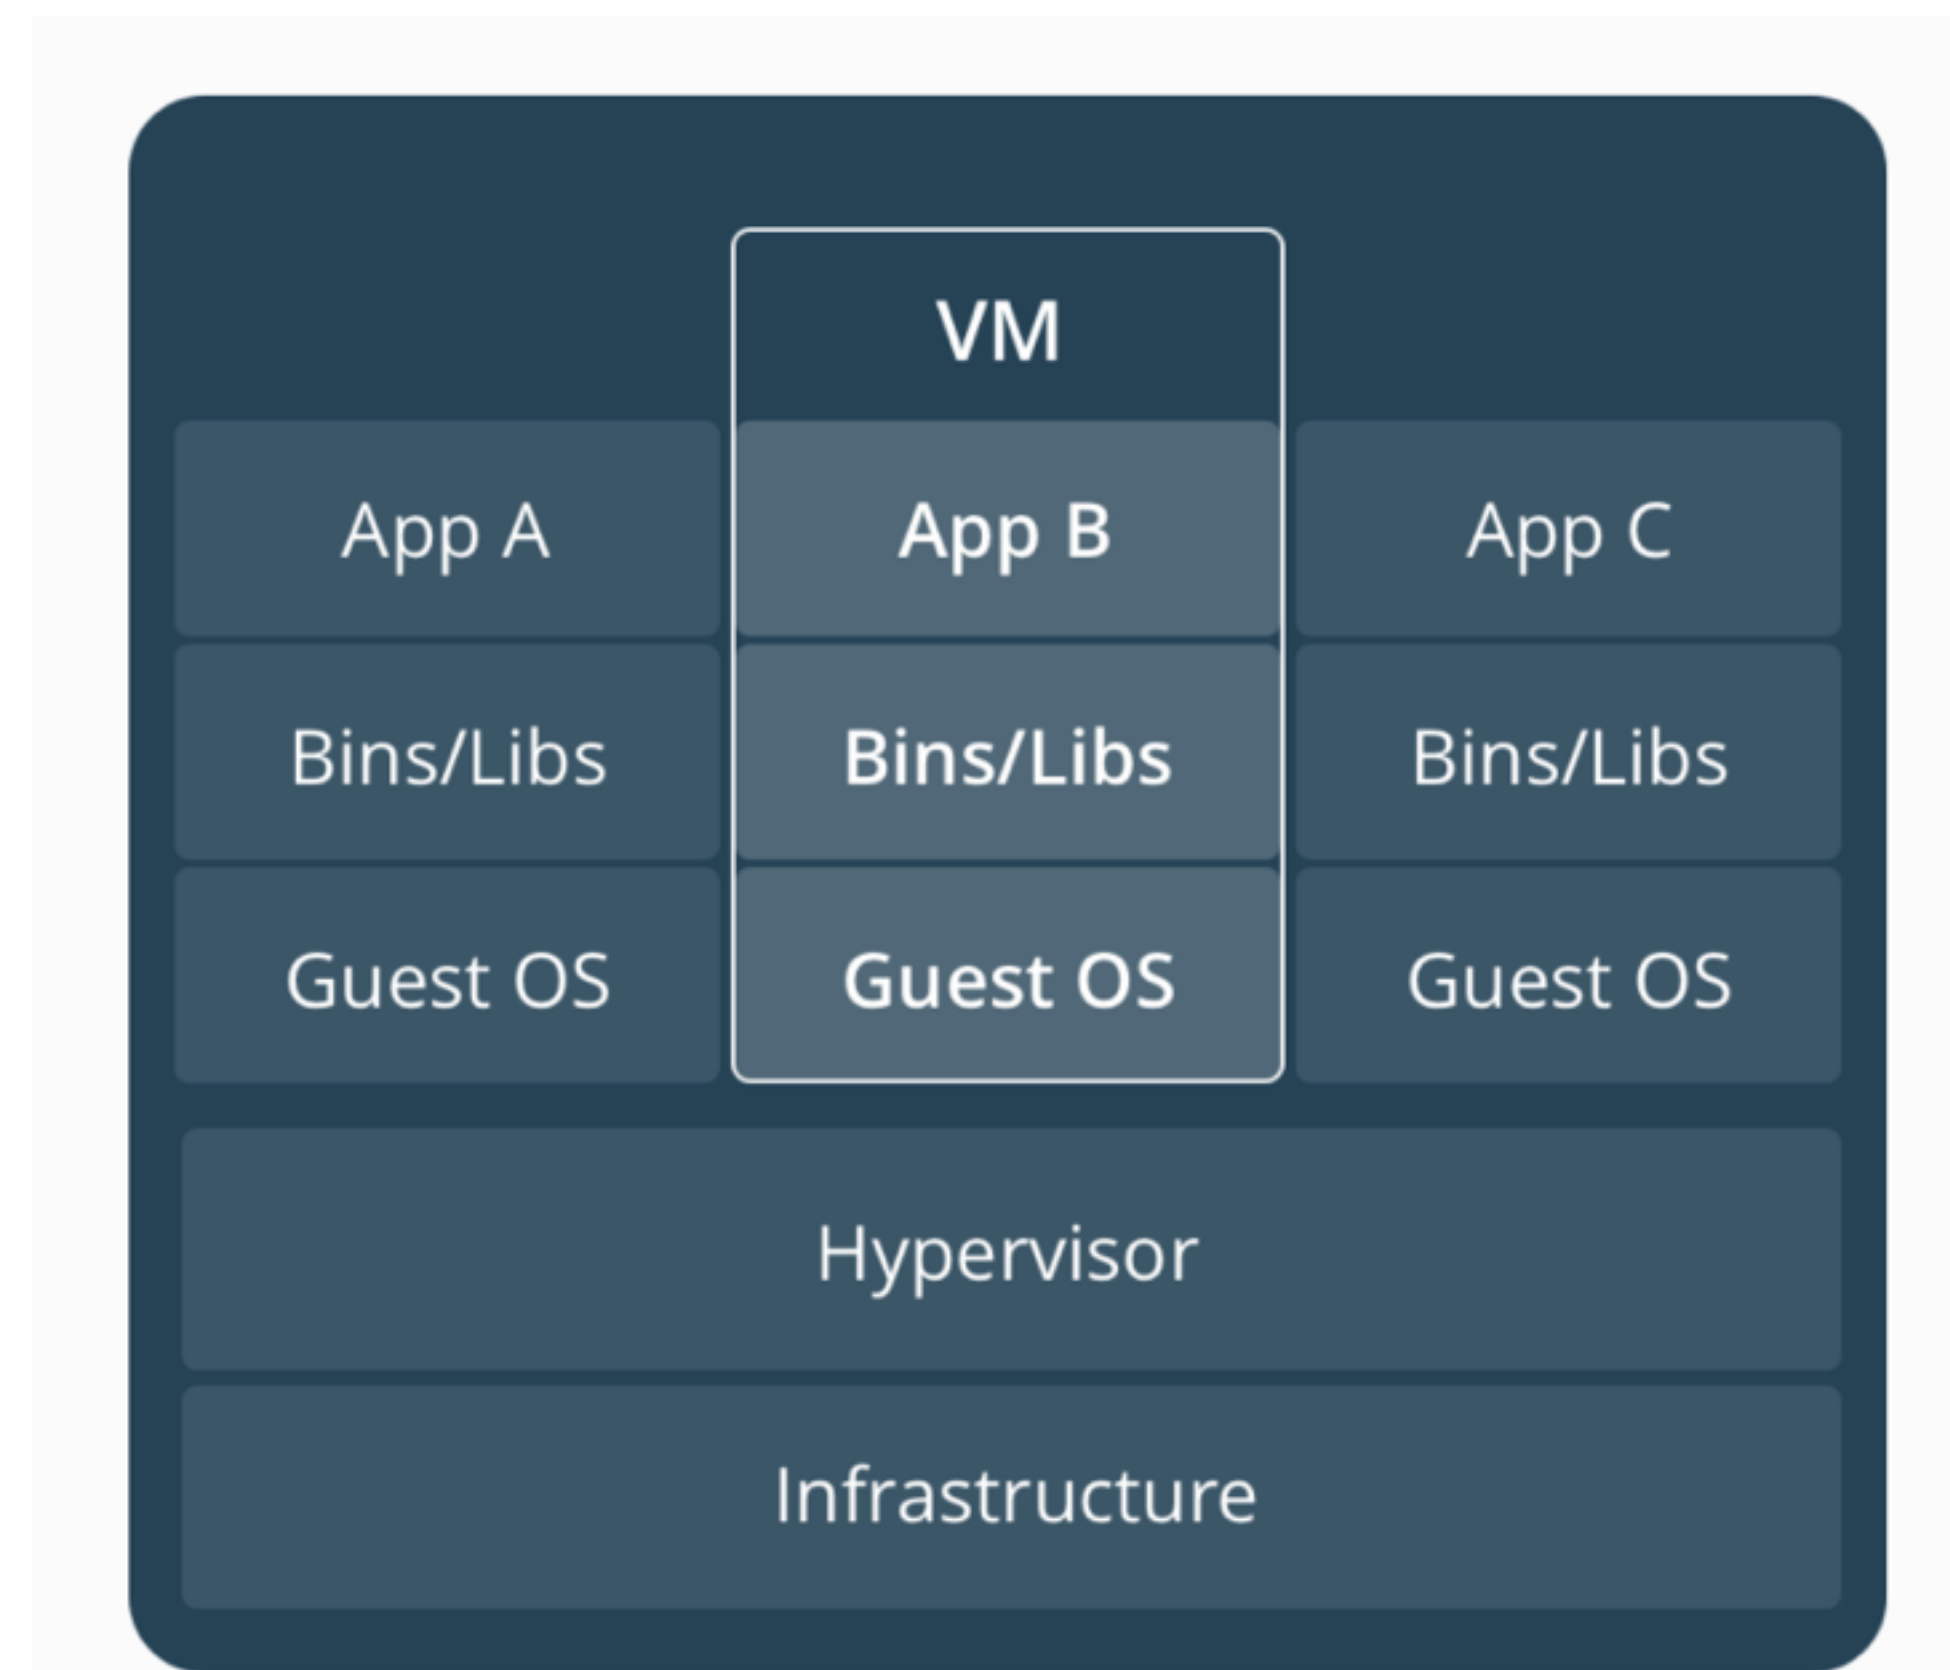 VM
App A
App B
App C
Bins/Libs
Bins/Libs
Bins/Libs
Guest OS
Guest OS
Guest OS
Hypervisor
Infrastructure